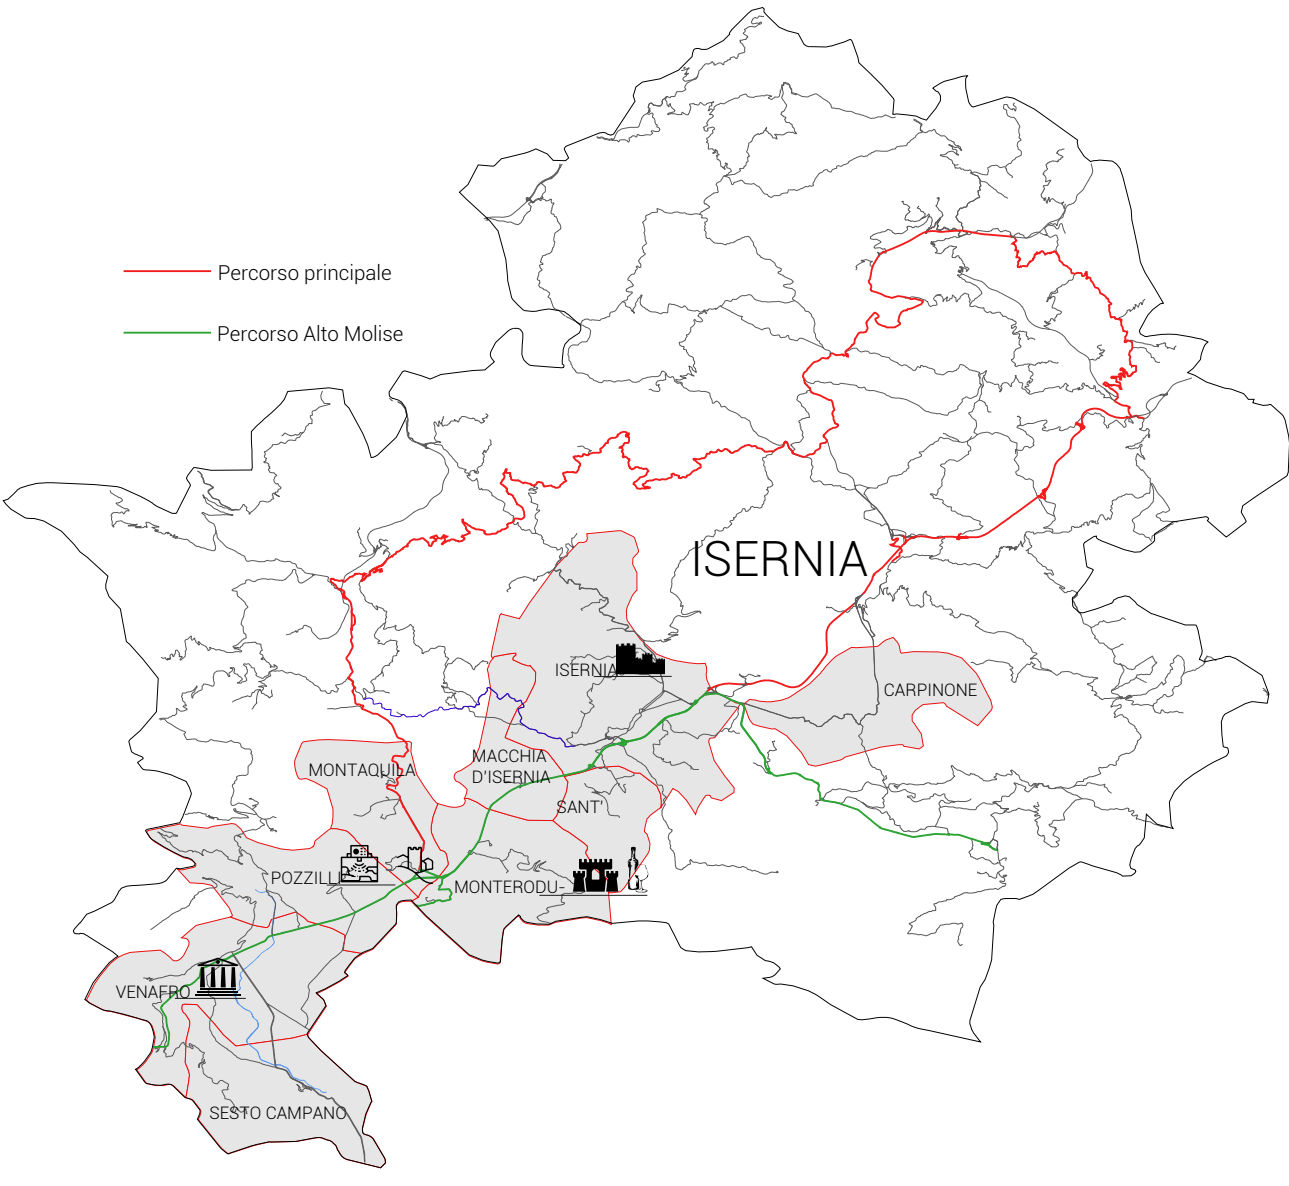 Percorso principale
Percorso Alto Molise
ISERNIA
ISERNIA
CARPINONE
MACCHIA
D'ISERNIA
MONTAQUILA
SANT'
POZZILLI
MONTERODU-
VENAFRO
SESTO CAMPANO